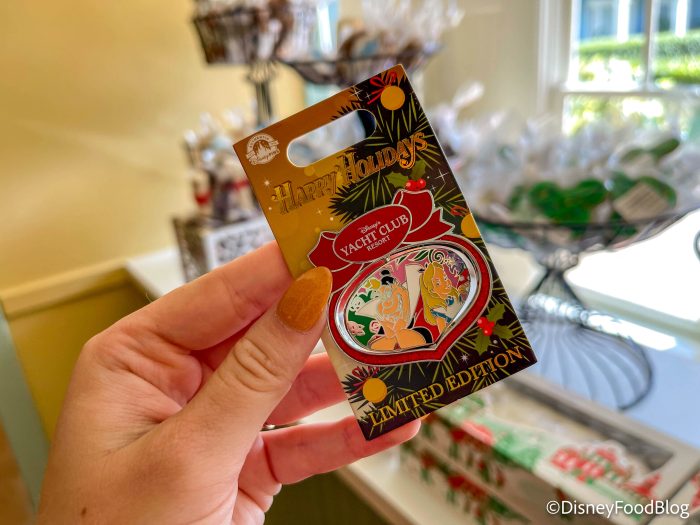 Happy Holidays
Disney's
YACHT CLUB
RESORT
LIMITED EDITION
©DisneyFoodBlog